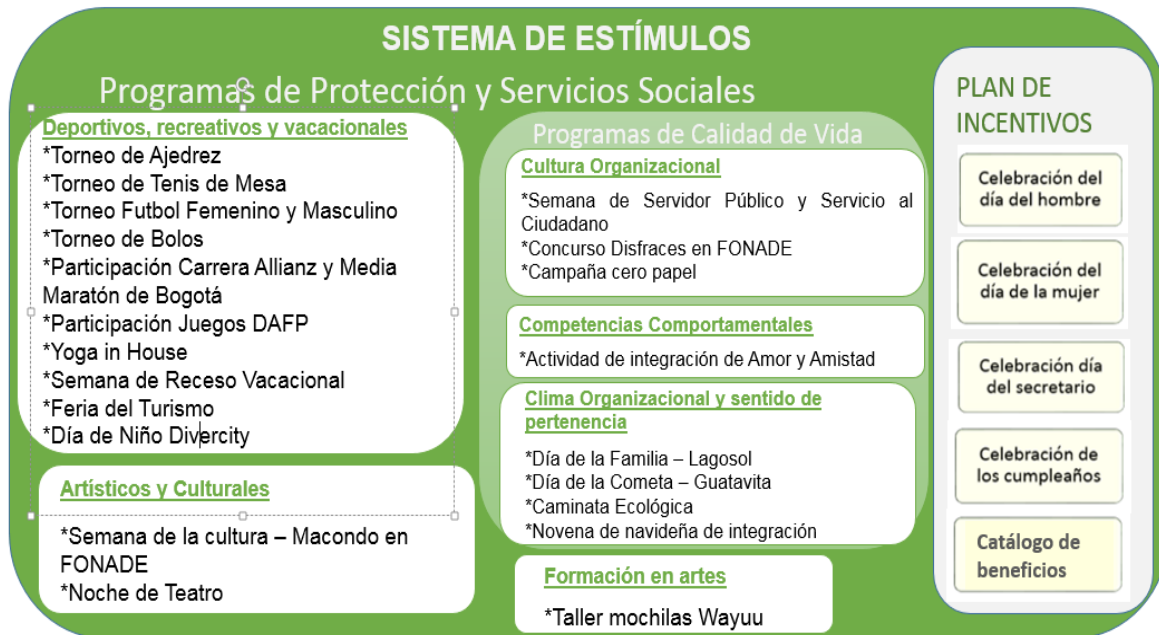 SISTEMA DE ESTÍMULOS
Programas de Protección y Servicios Sociales
Deportivos, recreativos y vacacionales
*Torneo de Ajedrez
*Torneo de Tenis de Mesa
*Torneo Futbol Femenino y Masculino
*Torneo de Bolos
*Participación Carrera Allianz y Media
Maratón de Bogotá
*Participación Juegos DAFP
*Yoga in House
*Semana de Receso Vacacional
*Feria del Turismo
*Día de Niño Divercity
Artísticos y Culturales
*Semana de la cultura – Macondo en
FONADE
*Noche de Teatro
Programas de Calidad de Vida
Cultura Organizacional
*Semana de Servidor Público y Servicio al
Ciudadano
*Concurso Disfraces en FONADE
*Campaña cero papel
Competencias Comportamentales
*Actividad de integración de Amor y Amistad
Clima Organizacional y sentido de
pertenencia
*Día de la Familia – Lagosol
*Día de la Cometa – Guatavita
*Caminata Ecológica
*Novena de navideña de integración
Formación en artes
*Taller mochilas Wayuu
PLAN DE
INCENTIVOS
Celebración del
día del hombre
Celebración del
día de la mujer
Celebración día
del secretario
Celebración de
los cumpleaños
Catálogo de
beneficios